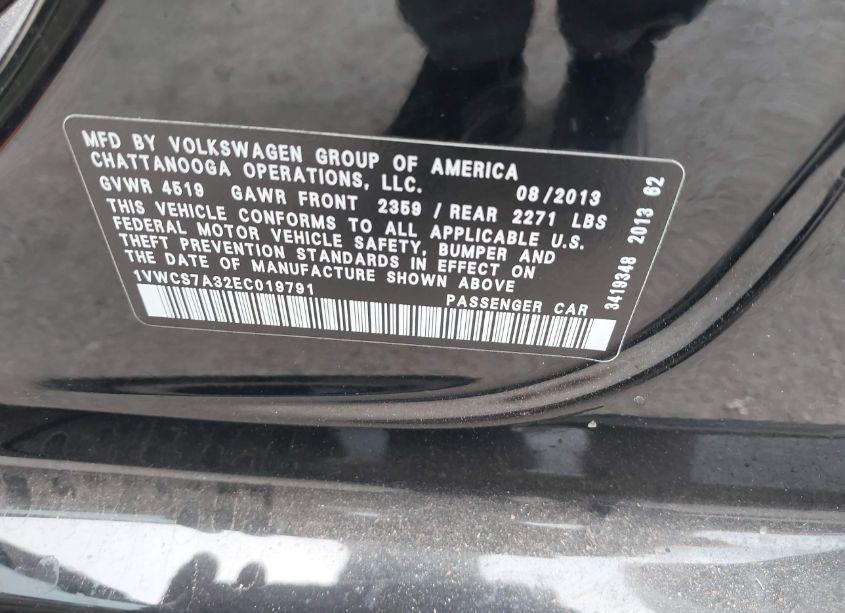 MFD BY VOLKSWAGEN GROUP OF AMERICA
CHATTANOOGA OPERATIONS, LLC. 08/2013
GVWR 4519 GAWR FRONT 2359 / REAR 2271 LBS
THIS VEHICLE CONFORMS TO ALL APPLICABLE U.S.
FEDERAL MOTOR VEHICLE SAFETY, BUMPER AND
THEFT PREVENTION STANDARDS IN EFFECT ON
THE DATE OF MANUFACTURE SHOWN ABOVE
1VWCS7A32EC019791 PASSENGER CAR
3419348 2013 62